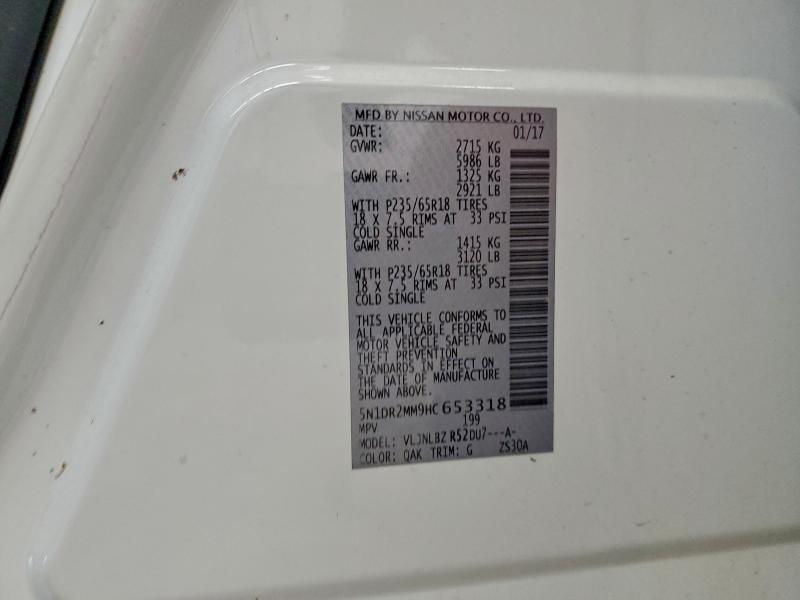 MFD BY NISSAN MOTOR CO., LTD.
DATE: 01/17
GVWR: 2715 KG
5986 LB
GAWR FR.: 1325 KG
2921 LB
WITH P235/65R18 TIRES
18 X 7.5 RIMS AT 33 PSI
COLD SINGLE
GAWR RR.: 1415 KG
3120 LB
WITH P235/65R18 TIRES
18 X 7.5 RIMS AT 33 PSI
COLD SINGLE
THIS VEHICLE CONFORMS TO
ALL APPLICABLE FEDERAL
MOTOR VEHICLE SAFETY AND
THEFT PREVENTION
STANDARDS IN EFFECT ON
THE DATE OF MANUFACTURE
SHOWN ABOVE.
5N1DR2MM9HC653318
MPV 199
MODEL: VLJNLBZ R52DU7---A-
COLOR: QAK TRIM: G ZS30A